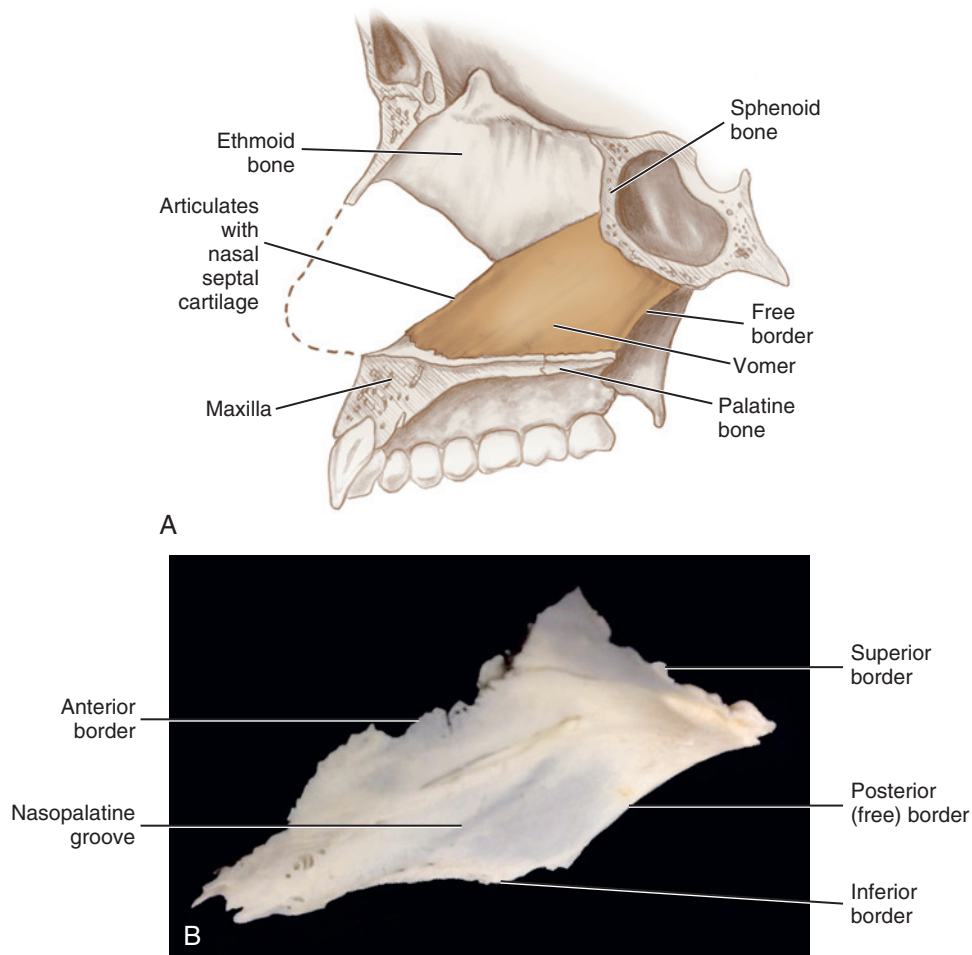 Sphenoid
bone
Ethmoid
bone
Articulates
with
nasal
septal
cartilage
Free
border
Vomer
Maxilla
Palatine
bone
A
Superior
border
Anterior
border
Posterior
(free) border
Nasopalatine
groove
Inferior
border
B